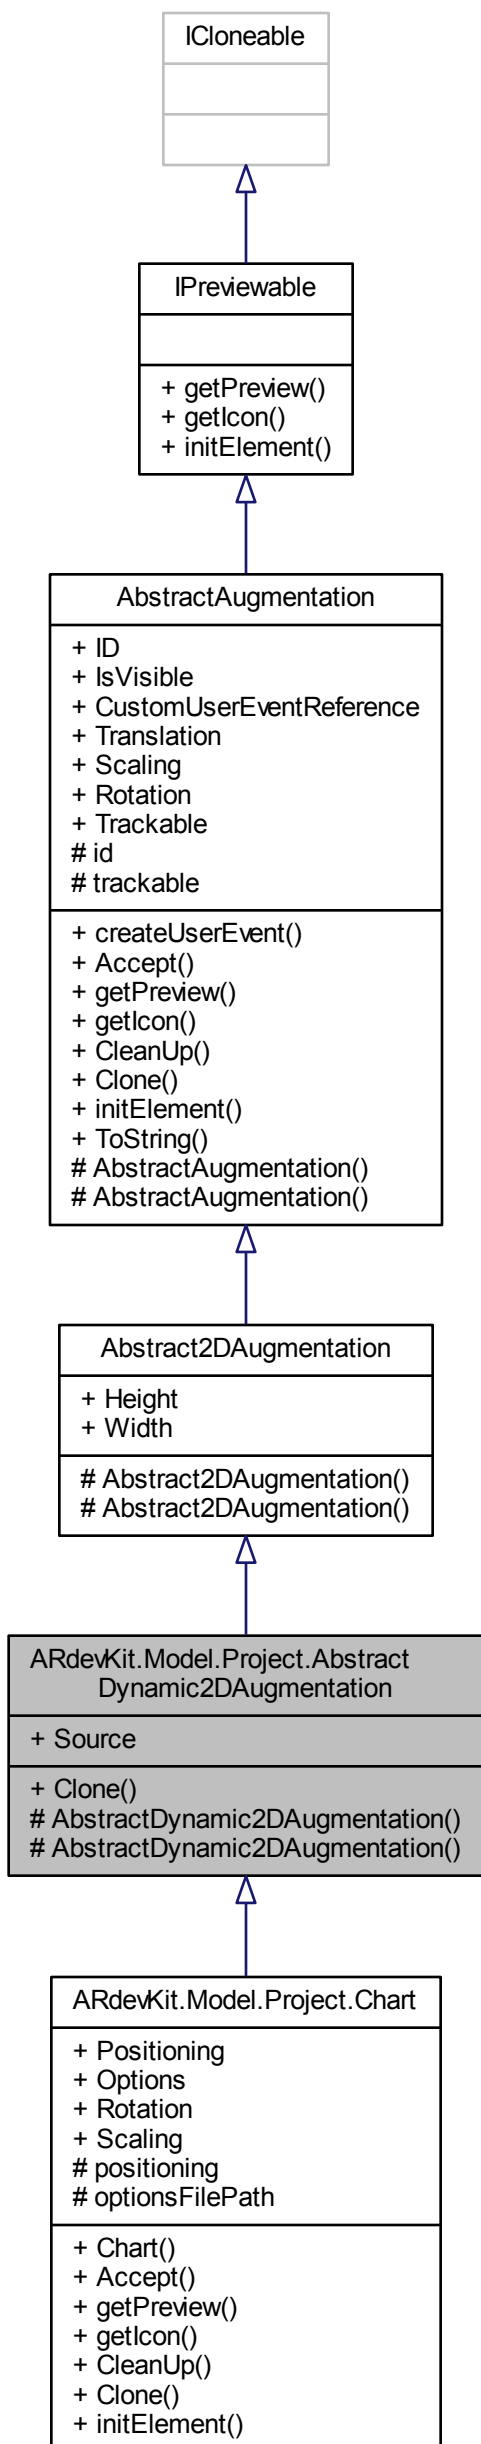 ICloneable
IPreviewable
+ getPreview()
+ getIcon()
+ initElement()
AbstractAugmentation
+ ID
+ IsVisible
+ CustomUserEventReference
+ Translation
+ Scaling
+ Rotation
+ Trackable
# id
# trackable
+ createUserEvent()
+ Accept()
+ getPreview()
+ getIcon()
+ CleanUp()
+ Clone()
+ initElement()
+ ToString()
# AbstractAugmentation()
# AbstractAugmentation()
Abstract2DAugmentation
+ Height
+ Width
# Abstract2DAugmentation()
# Abstract2DAugmentation()
ARdevKit.Model.Project.Abstract
Dynamic2DAugmentation
+ Source
+ Clone()
# AbstractDynamic2DAugmentation()
# AbstractDynamic2DAugmentation()
ARdevKit.Model.Project.Chart
+ Positioning
+ Options
+ Rotation
+ Scaling
# positioning
# optionsFilePath
+ Chart()
+ Accept()
+ getPreview()
+ getIcon()
+ CleanUp()
+ Clone()
+ initElement()